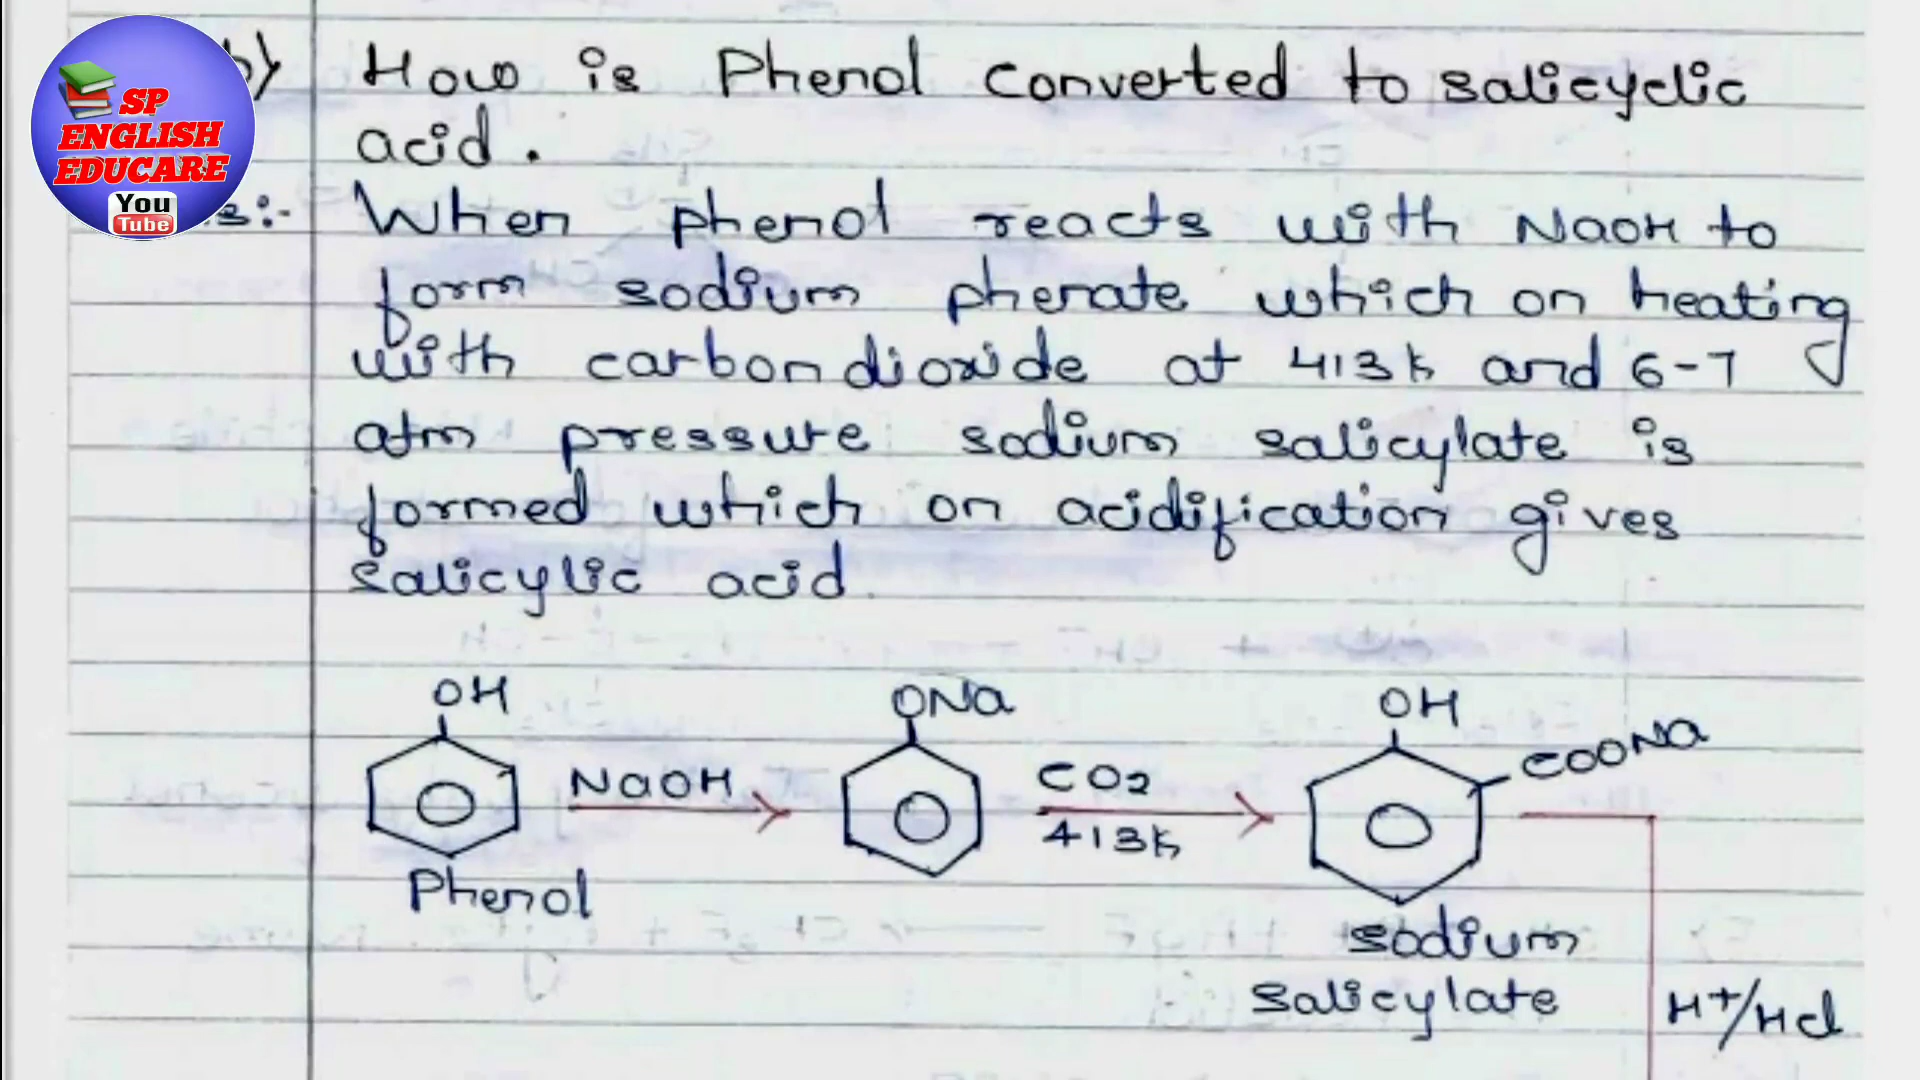 SP
ENGLISH
EDUCARE
You
Tube
b) How is Phenol converted to salicyclic
acid.
s:- When phenol reacts with NaOH to
form sodium phenate which on heating
with carbondioxide at 413k and 6-7
atm pressure sodium salicylate is
formed which on acidification gives
salicylic acid.
OH ONa OH
COONa
NaOH CO2
413k
Phenol
sodium
salicylate
H+/HCl